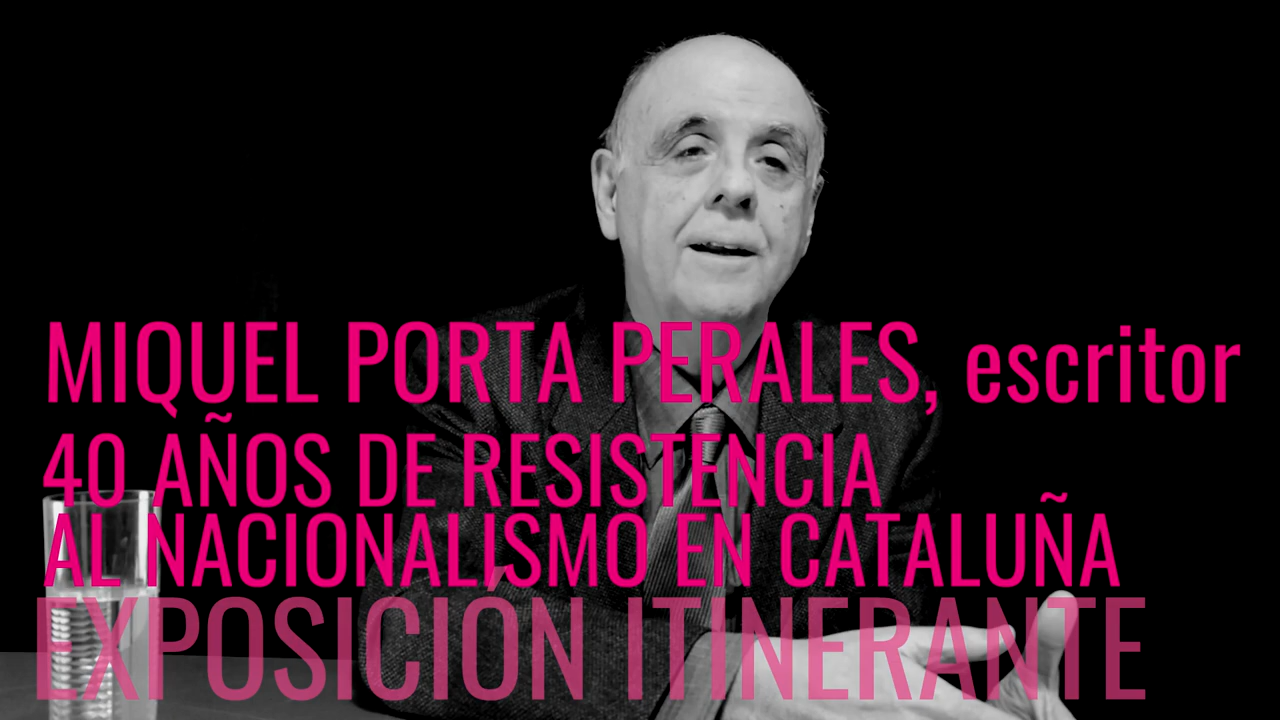 MIQUEL PORTA PERALES, escritor
40 AÑOS DE RESISTENCIA
AL NACIONALISMO EN CATALUÑA
EXPOSICIÓN ITINERANTE